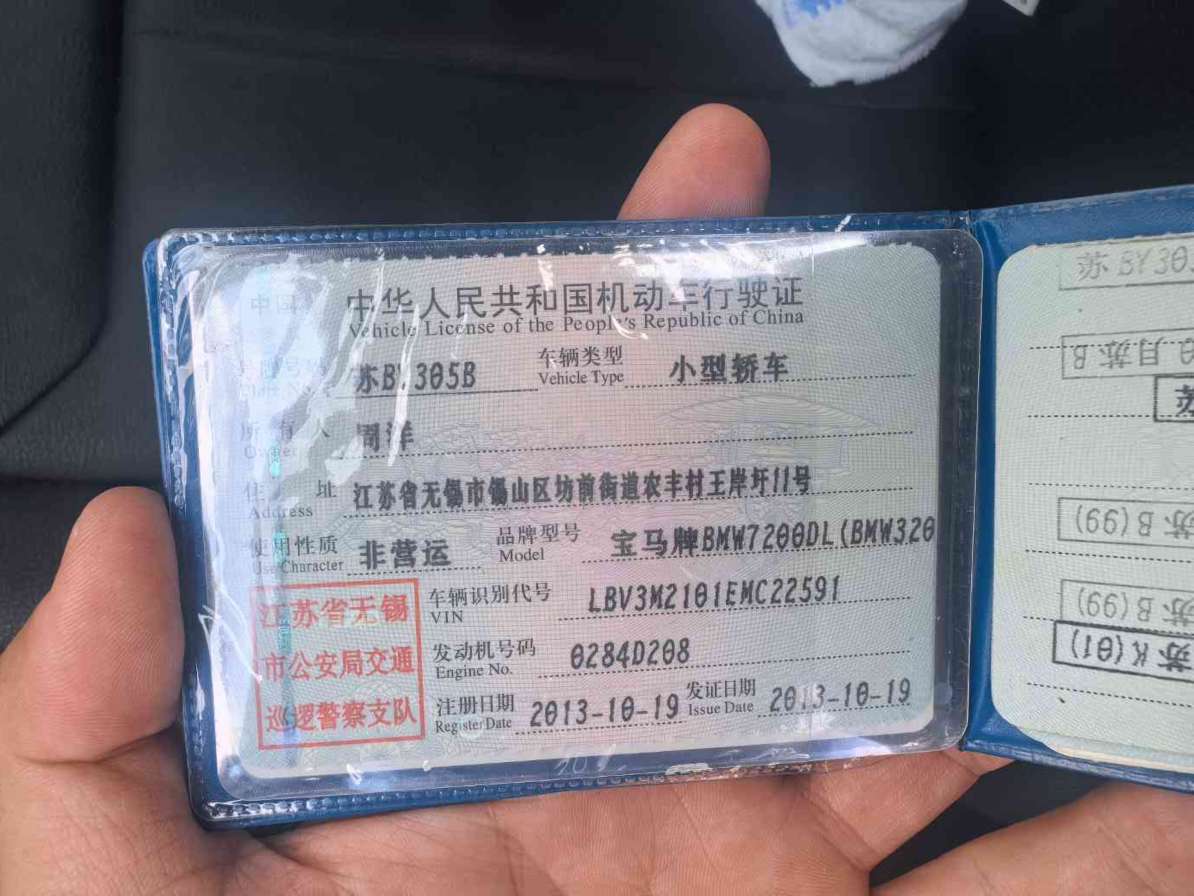 中华人民共和国机动车行驶证
Vehicle License of the People's Republic of China
苏BY305B 车辆类型 Vehicle Type 小型轿车
所有人 Owner 周洋
住址 Address 江苏省无锡市锡山区坊前街道农丰村王岸圩11号
使用性质 Use Character 非营运 品牌型号 Model 宝马牌BMW7200DL(BMW320
车辆识别代号 VIN LBV3M2101EMC22591
发动机号码 Engine No. 0284D208
注册日期 Register Date 2013-10-19 发证日期 Issue Date 2013-10-19
江苏省无锡
市公安局交通
巡逻警察支队
苏BY30
月苏B
苏B(99)
苏B(99)
苏K(01)